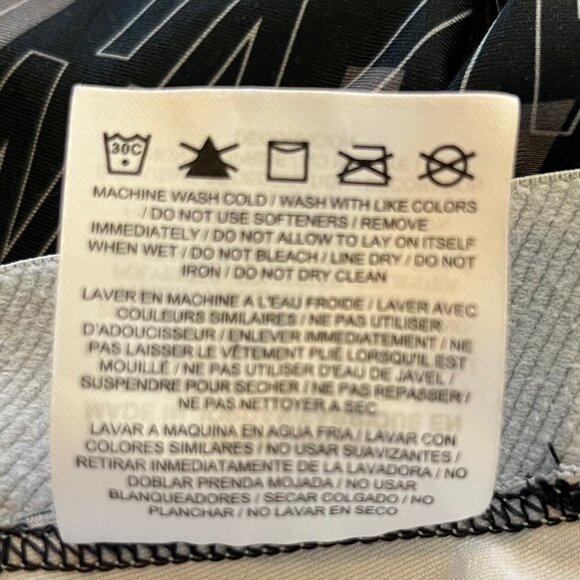 30C
MACHINE WASH COLD / WASH WITH LIKE COLORS
/ DO NOT USE SOFTENERS / REMOVE
IMMEDIATELY / DO NOT ALLOW TO LAY ON ITSELF
WHEN WET / DO NOT BLEACH / LINE DRY / DO NOT
IRON / DO NOT DRY CLEAN
LAVER EN MACHINE A L'EAU FROIDE / LAVER AVEC
COULEURS SIMILAIRES / NE PAS UTILISER
D'ADOUCISSEUR / ENLEVER IMMEDIATEMENT / NE
PAS LAISSER LE VÊTEMENT PLIÉ LORSQU'IL EST
MOUILLÉ / NE PAS UTILISER D'EAU DE JAVEL /
SUSPENDRE POUR SECHER / NE PAS REPASSER /
NE PAS NETTOYER A SEC
LAVAR A MAQUINA EN AGUA FRIA / LAVAR CON
COLORES SIMILARES / NO USAR SUAVIZANTES /
RETIRAR INMEDIATAMENTE DE LA LAVADORA / NO
DOBLAR PRENDA MOJADA / NO USAR
BLANQUEADORES / SECAR COLGADO / NO
PLANCHAR / NO LAVAR EN SECO